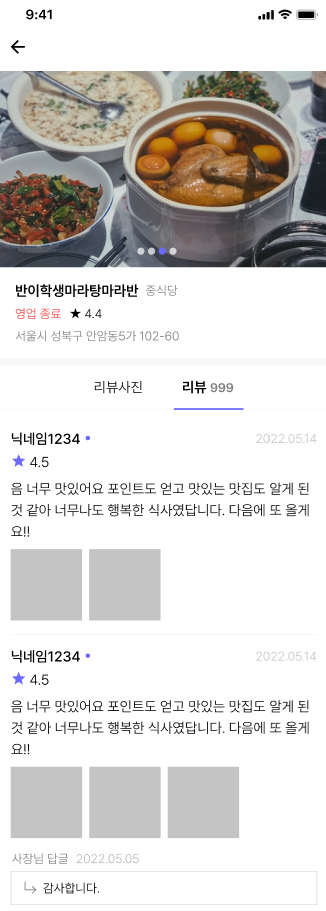 9:41
반이학생마라탕마라반 중식당
영업 종료 ★ 4.4
서울시 성북구 안암동5가 102-60
리뷰사진 리뷰 999
닉네임1234 2022.05.14
★ 4.5
음 너무 맛있어요 포인트도 얻고 맛있는 맛집도 알게 된
것 같아 너무나도 행복한 식사였답니다. 다음에 또 올게
요!!
닉네임1234 2022.05.14
★ 4.5
음 너무 맛있어요 포인트도 얻고 맛있는 맛집도 알게 된
것 같아 너무나도 행복한 식사였답니다. 다음에 또 올게
요!!
사장님 답글 2022.05.05
감사합니다.